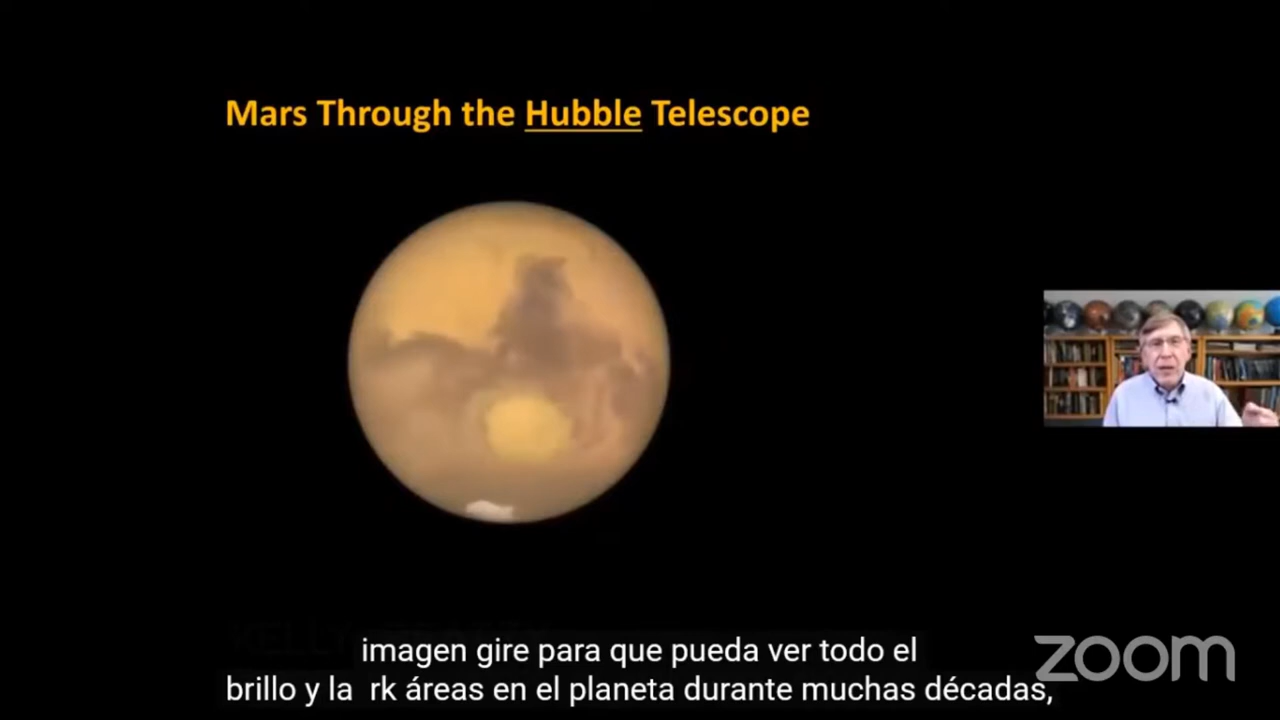 Mars Through the Hubble Telescope
imagen gire para que pueda ver todo el
brillo y la rk áreas en el planeta durante muchas décadas,
zoom